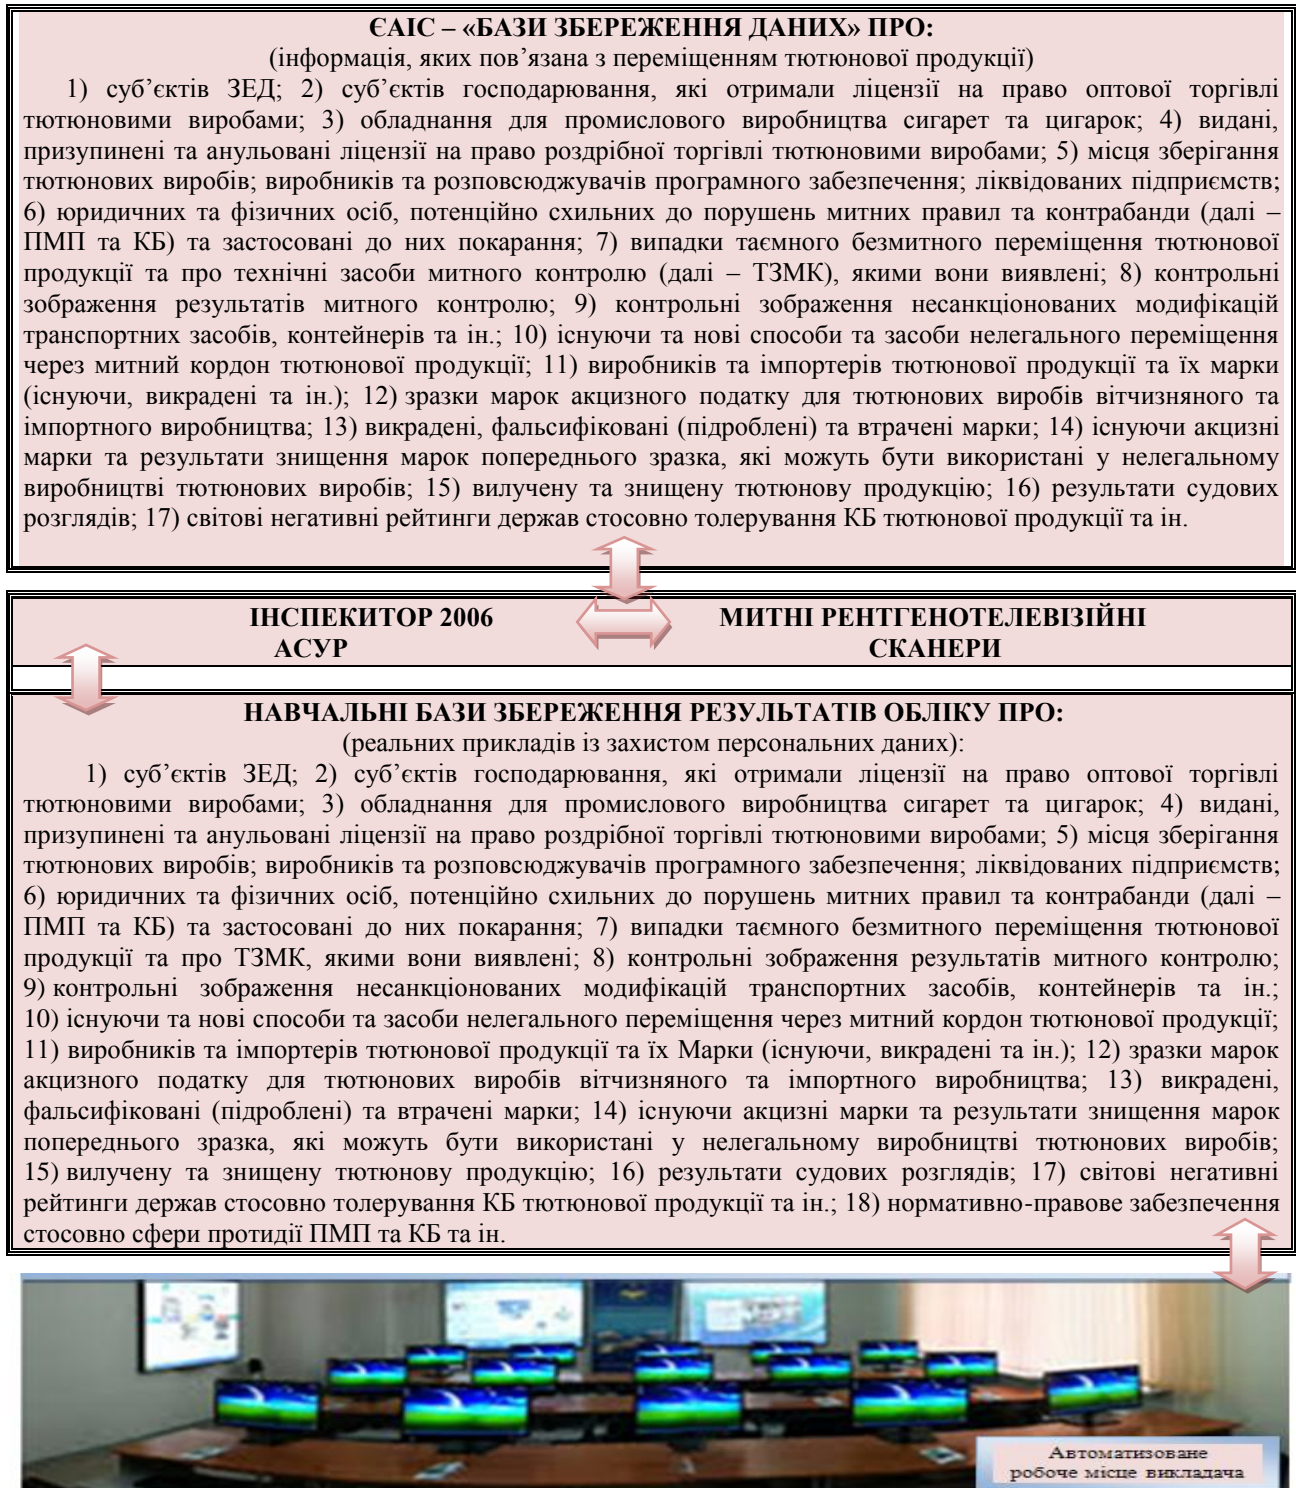 ЄАІС – «БАЗИ ЗБЕРЕЖЕННЯ ДАНИХ» ПРО:
(інформація, яких пов’язана з переміщенням тютюнової продукції)
1) суб’єктів ЗЕД; 2) суб’єктів господарювання, які отримали ліцензії на право оптової торгівлі
тютюновими виробами; 3) обладнання для промислового виробництва сигарет та цигарок; 4) видані,
призупинені та анульовані ліцензії на право роздрібної торгівлі тютюновими виробами; 5) місця зберігання
тютюнових виробів; виробників та розповсюджувачів програмного забезпечення; ліквідованих підприємств;
6) юридичних та фізичних осіб, потенційно схильних до порушень митних правил та контрабанди (далі –
ПМП та КБ) та застосовані до них покарання; 7) випадки таємного безмитного переміщення тютюнової
продукції та про технічні засоби митного контролю (далі – ТЗМК), якими вони виявлені; 8) контрольні
зображення результатів митного контролю; 9) контрольні зображення несанкціонованих модифікацій
транспортних засобів, контейнерів та ін.; 10) існуючи та нові способи та засоби нелегального переміщення
через митний кордон тютюнової продукції; 11) виробників та імпортерів тютюнової продукції та їх марки
(існуючи, викрадені та ін.); 12) зразки марок акцизного податку для тютюнових виробів вітчизняного та
імпортного виробництва; 13) викрадені, фальсифіковані (підроблені) та втрачені марки; 14) існуючи акцизні
марки та результати знищення марок попереднього зразка, які можуть бути використані у нелегальному
виробництві тютюнових виробів; 15) вилучену та знищену тютюнову продукцію; 16) результати судових
розглядів; 17) світові негативні рейтинги держав стосовно толерування КБ тютюнової продукції та ін.
ІНСПЕКИТОР 2006
АСУР
МИТНІ РЕНТГЕНОТЕЛЕВІЗІЙНІ
СКАНЕРИ
НАВЧАЛЬНІ БАЗИ ЗБЕРЕЖЕННЯ РЕЗУЛЬТАТІВ ОБЛІКУ ПРО:
(реальних прикладів із захистом персональних даних):
1) суб’єктів ЗЕД; 2) суб’єктів господарювання, які отримали ліцензії на право оптової торгівлі
тютюновими виробами; 3) обладнання для промислового виробництва сигарет та цигарок; 4) видані,
призупинені та анульовані ліцензії на право роздрібної торгівлі тютюновими виробами; 5) місця зберігання
тютюнових виробів; виробників та розповсюджувачів програмного забезпечення; ліквідованих підприємств;
6) юридичних та фізичних осіб, потенційно схильних до порушень митних правил та контрабанди (далі –
ПМП та КБ) та застосовані до них покарання; 7) випадки таємного безмитного переміщення тютюнової
продукції та про ТЗМК, якими вони виявлені; 8) контрольні зображення результатів митного контролю;
9) контрольні зображення несанкціонованих модифікацій транспортних засобів, контейнерів та ін.;
10) існуючи та нові способи та засоби нелегального переміщення через митний кордон тютюнової продукції;
11) виробників та імпортерів тютюнової продукції та їх Марки (існуючи, викрадені та ін.); 12) зразки марок
акцизного податку для тютюнових виробів вітчизняного та імпортного виробництва; 13) викрадені,
фальсифіковані (підроблені) та втрачені марки; 14) існуючи акцизні марки та результати знищення марок
попереднього зразка, які можуть бути використані у нелегальному виробництві тютюнових виробів;
15) вилучену та знищену тютюнову продукцію; 16) результати судових розглядів; 17) світові негативні
рейтинги держав стосовно толерування КБ тютюнової продукції та ін.; 18) нормативно-правове забезпечення
стосовно сфери протидії ПМП та КБ та ін.
Автоматизоване
робоче місце викладача